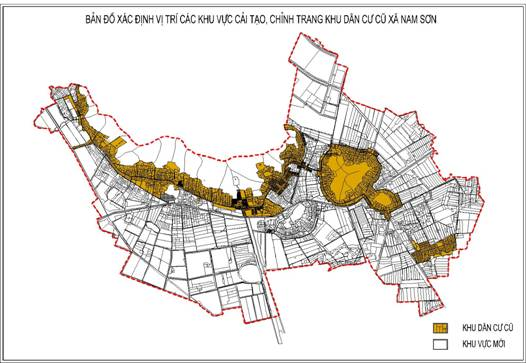 BẢN ĐỒ XÁC ĐỊNH VỊ TRÍ CÁC KHU VỰC CẢI TẠO, CHỈNH TRANG KHU DÂN CƯ CŨ XÃ NAM SƠN
KHU DÂN CƯ CŨ
KHU VỰC MỚI